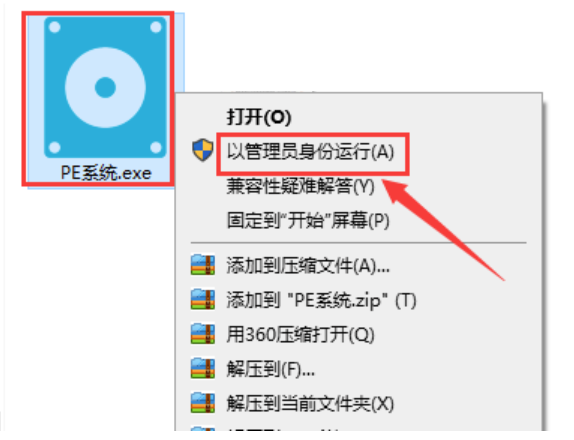 PE系统.exe
打开(O)
以管理员身份运行(A)
兼容性疑难解答(Y)
固定到“开始”屏幕(P)
添加到压缩文件(A)...
添加到 "PE系统.zip" (T)
用360压缩打开(Q)
解压到(F)...
解压到当前文件夹(X)